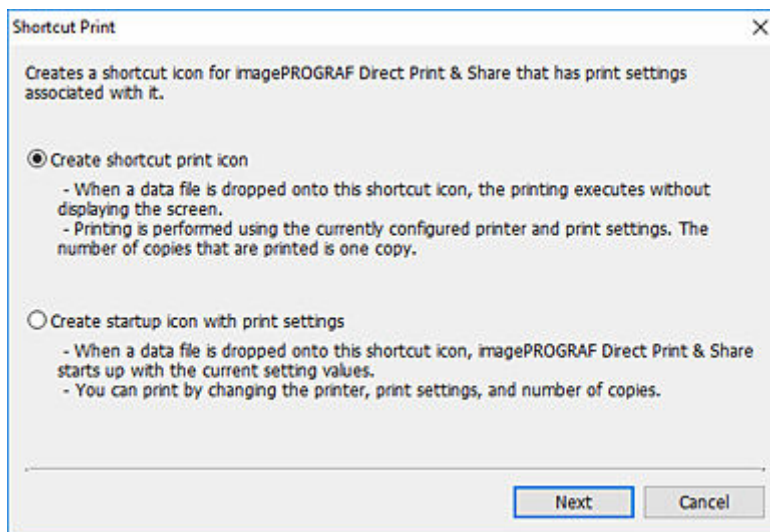 Shortcut Print
Creates a shortcut icon for imagePROGRAF Direct Print & Share that has print settings
associated with it.
Create shortcut print icon
- When a data file is dropped onto this shortcut icon, the printing executes without
displaying the screen.
- Printing is performed using the currently configured printer and print settings. The
number of copies that are printed is one copy.
Create startup icon with print settings
- When a data file is dropped onto this shortcut icon, imagePROGRAF Direct Print & Share
starts up with the current setting values.
- You can print by changing the printer, print settings, and number of copies.
Next Cancel